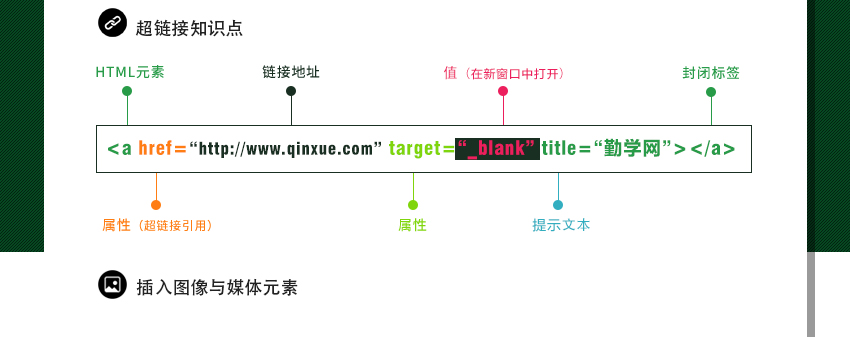 超链接知识点
HTML元素 链接地址 值（在新窗口中打开） 封闭标签
<a href=“http://www.qinxue.com” target=“_blank” title=“勤学网”></a>
属性（超链接引用） 属性 提示文本
插入图像与媒体元素